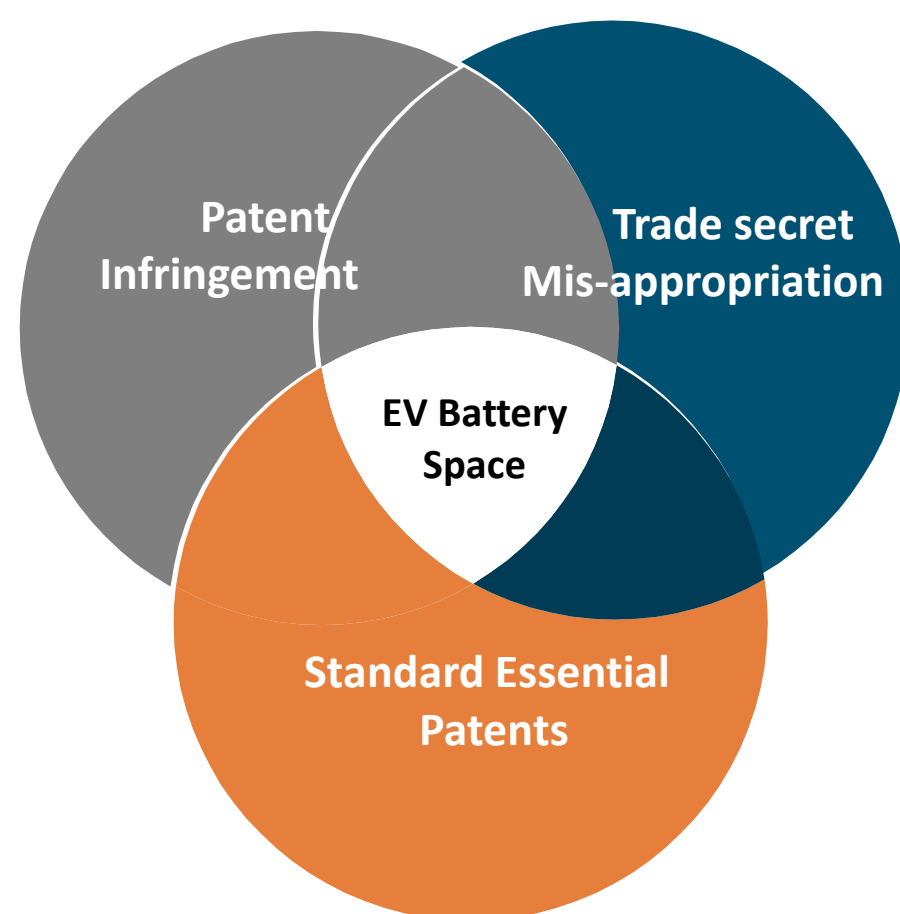 Patent
Infringement
Trade secret
Mis-appropriation
EV Battery
Space
Standard Essential
Patents